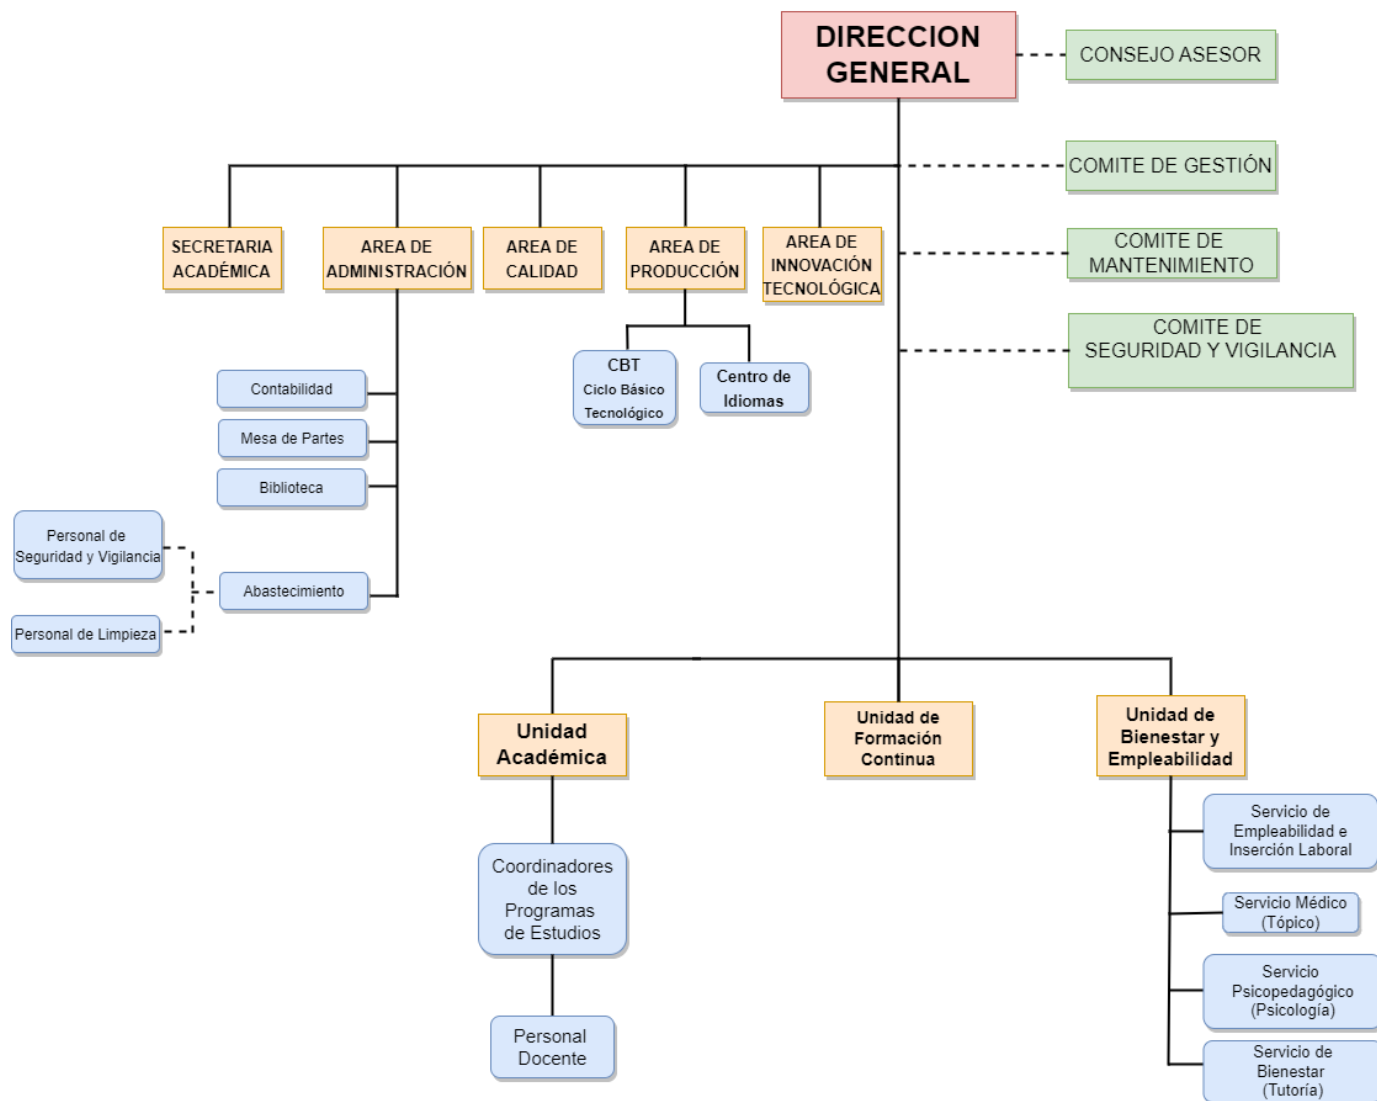 DIRECCION
GENERAL
CONSEJO ASESOR
COMITE DE GESTIÓN
SECRETARIA
ACADÉMICA
AREA DE
ADMINISTRACIÓN
AREA DE
CALIDAD
AREA DE
PRODUCCIÓN
AREA DE
INNOVACIÓN
TECNOLÓGICA
COMITE DE
MANTENIMIENTO
COMITE DE
SEGURIDAD Y VIGILANCIA
CBT
Ciclo Básico
Tecnológico
Centro de
Idiomas
Contabilidad
Mesa de Partes
Biblioteca
Personal de
Seguridad y Vigilancia
Abastecimiento
Personal de Limpieza
Unidad
Académica
Unidad de
Formación
Continua
Unidad de
Bienestar y
Empleabilidad
Coordinadores
de los
Programas
de Estudios
Personal
Docente
Servicio de
Empleabilidad e
Inserción Laboral
Servicio Médico
(Tópico)
Servicio
Psicopedagógico
(Psicología)
Servicio de
Bienestar
(Tutoría)